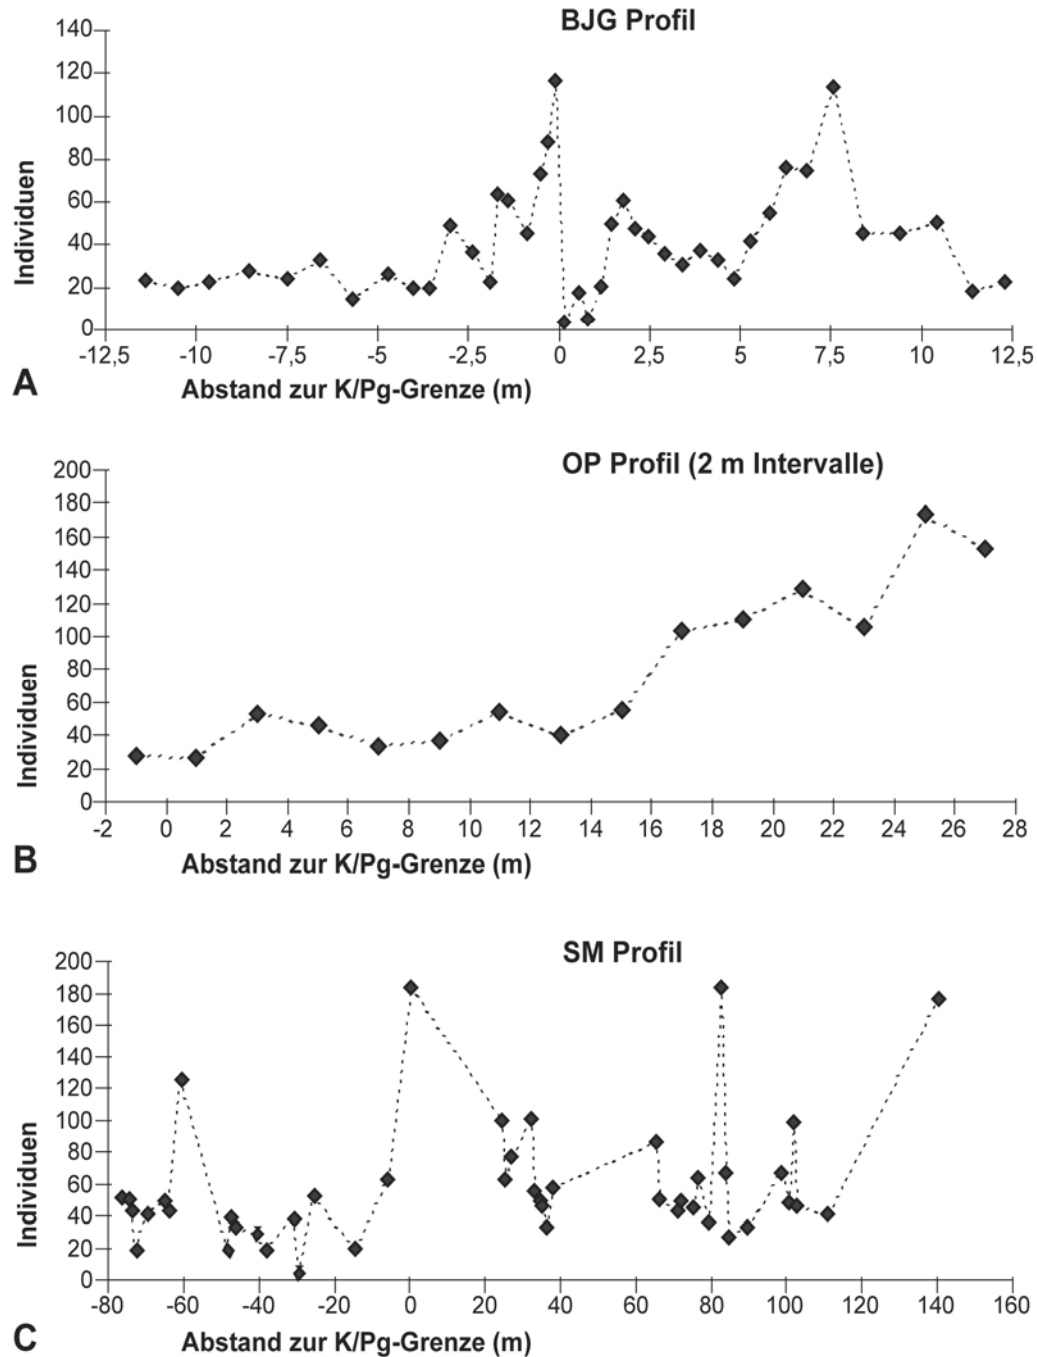 BJG Profil
140
120
100
80
60
40
20
0
Individuen
-12,5 -10 -7,5 -5 -2,5 0 2,5 5 7,5 10 12,5
A Abstand zur K/Pg-Grenze (m)
OP Profil (2 m Intervalle)
200
180
160
140
120
100
80
60
40
20
0
Individuen
-2 0 2 4 6 8 10 12 14 16 18 20 22 24 26 28
B Abstand zur K/Pg-Grenze (m)
SM Profil
200
180
160
140
120
100
80
60
40
20
0
Individuen
-80 -60 -40 -20 0 20 40 60 80 100 120 140 160
C Abstand zur K/Pg-Grenze (m)